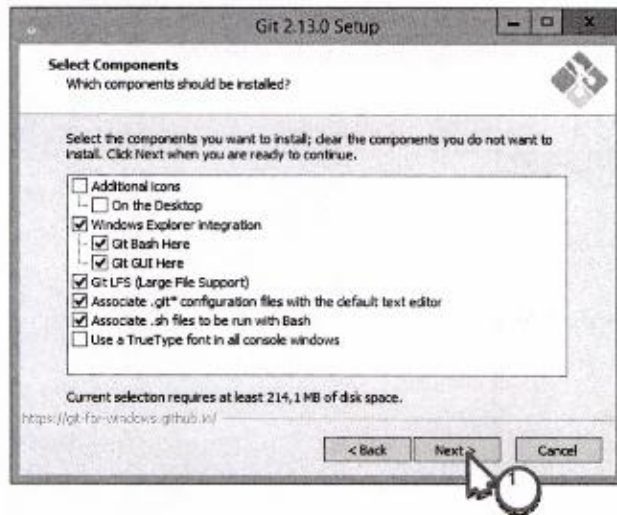 Git 2.13.0 Setup
Select Components
Which components should be installed?
Select the components you want to install; clear the components you do not want to
install. Click Next when you are ready to continue.
Additional icons
On the Desktop
Windows Explorer integration
Git Bash Here
Git GUI Here
Git LFS (Large File Support)
Associate .git* configuration files with the default text editor
Associate .sh files to be run with Bash
Use a TrueType font in all console windows
Current selection requires at least 214,1 MB of disk space.
https://git-for-windows.github.io/
< Back
Next >
Cancel
1